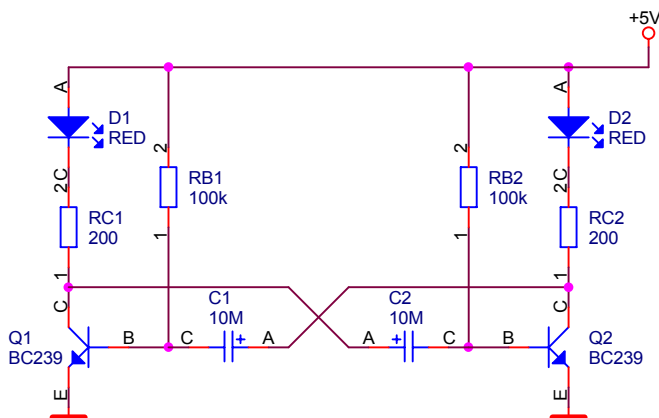 +5V
A
D1
RED
A
D2
RED
2
RB1
100k
1
2
RB2
100k
1
2C
RC1
200
1
2C
RC2
200
1
C
C1
10M
C2
10M
C
Q1
BC239
B
C
+
A
A
+
C
B
Q2
BC239
E
E